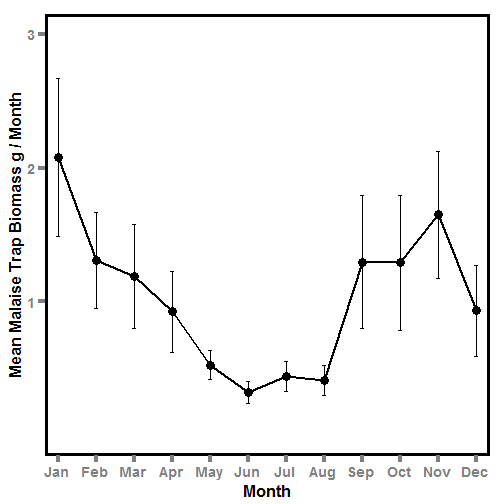 Mean Malaise Trap Biomass g / Month
3
2
1
Jan Feb Mar Apr May Jun Jul Aug Sep Oct Nov Dec
Month